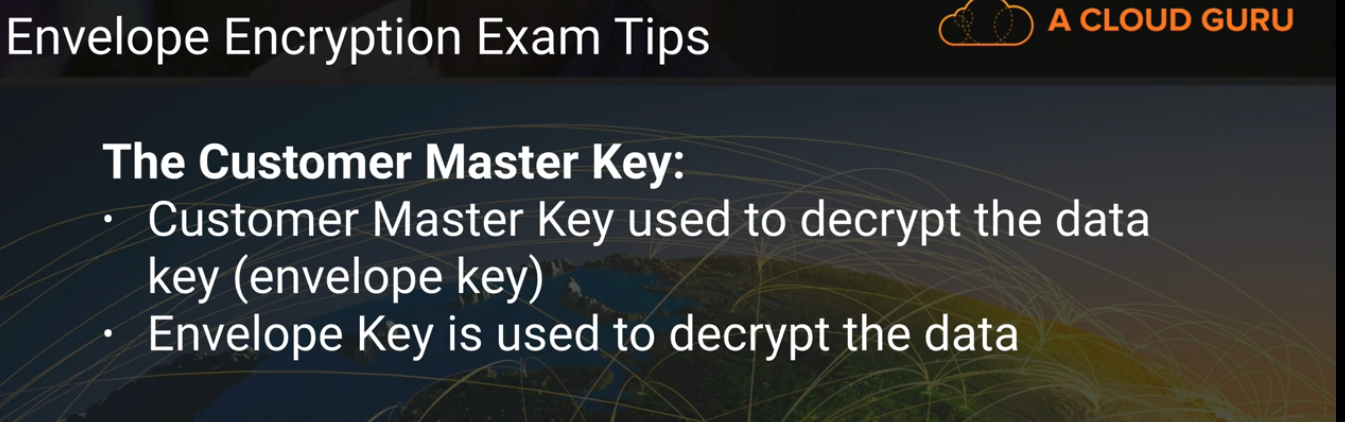 Envelope Encryption Exam Tips
A CLOUD GURU
The Customer Master Key:
• Customer Master Key used to decrypt the data
key (envelope key)
• Envelope Key is used to decrypt the data